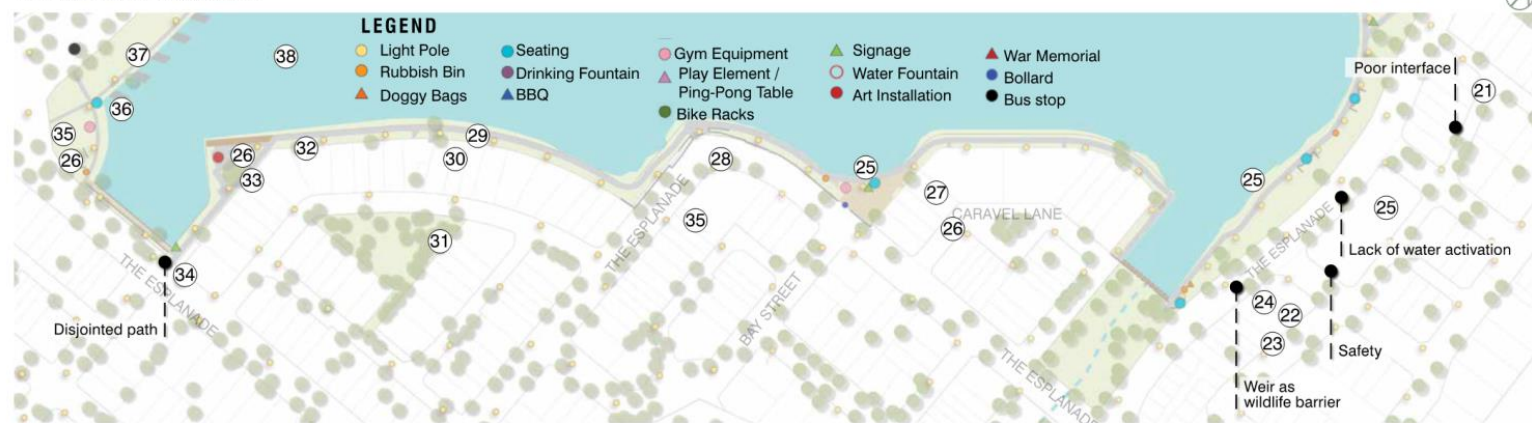 LEGEND
Light Pole
Rubbish Bin
Doggy Bags
Seating
Drinking Fountain
BBQ
Gym Equipment
Play Element /
Ping-Pong Table
Bike Racks
Signage
Water Fountain
Art Installation
War Memorial
Bollard
Bus stop
37
38
36
35
26
26
32
33
29
30
28
25
27
26
CARAVEL LANE
31
THE ESPLANADE
35
BAY STREET
34
THE ESPLANADE
Disjointed path
Poor interface
21
25
25
THE ESPLANADE
Lack of water activation
24
22
23
Safety
THE ESPLANADE
Weir as
wildlife barrier